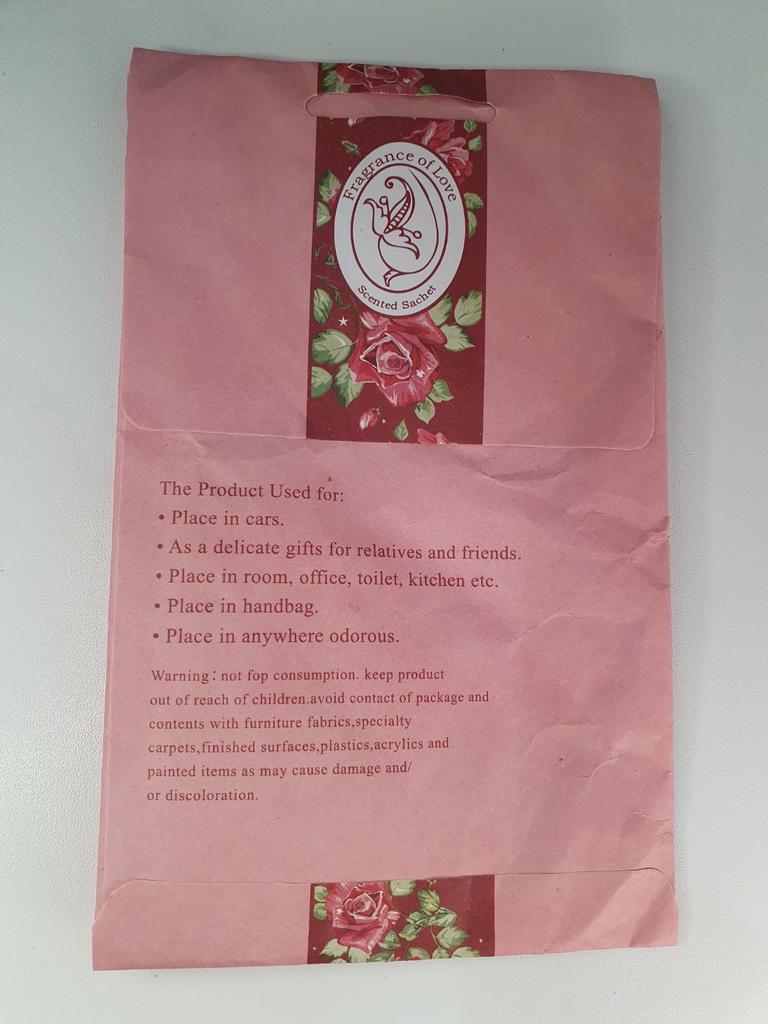 Fragrance of Love
Scented Sachet
The Product Used for:
• Place in cars.
• As a delicate gifts for relatives and friends.
• Place in room, office, toilet, kitchen etc.
• Place in handbag.
• Place in anywhere odorous.
Warning: not fop consumption. keep product
out of reach of children.avoid contact of package and
contents with furniture fabrics,specialty
carpets,finished surfaces,plastics,acrylics and
painted items as may cause damage and/
or discoloration.